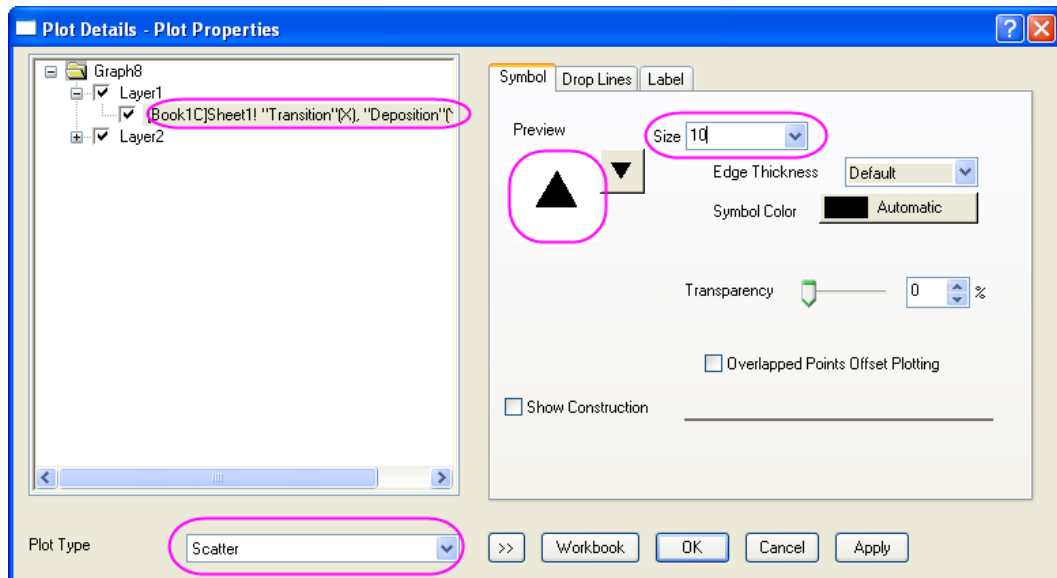 Plot Details - Plot Properties
Graph8
Layer1
[Book1C]Sheet1! "Transition"(X), "Deposition"(Y
Layer2
Symbol
Drop Lines
Label
Preview
Size 10
Edge Thickness Default
Symbol Color Automatic
Transparency 0 %
Overlapped Points Offset Plotting
Show Construction
Plot Type Scatter
>> Workbook OK Cancel Apply